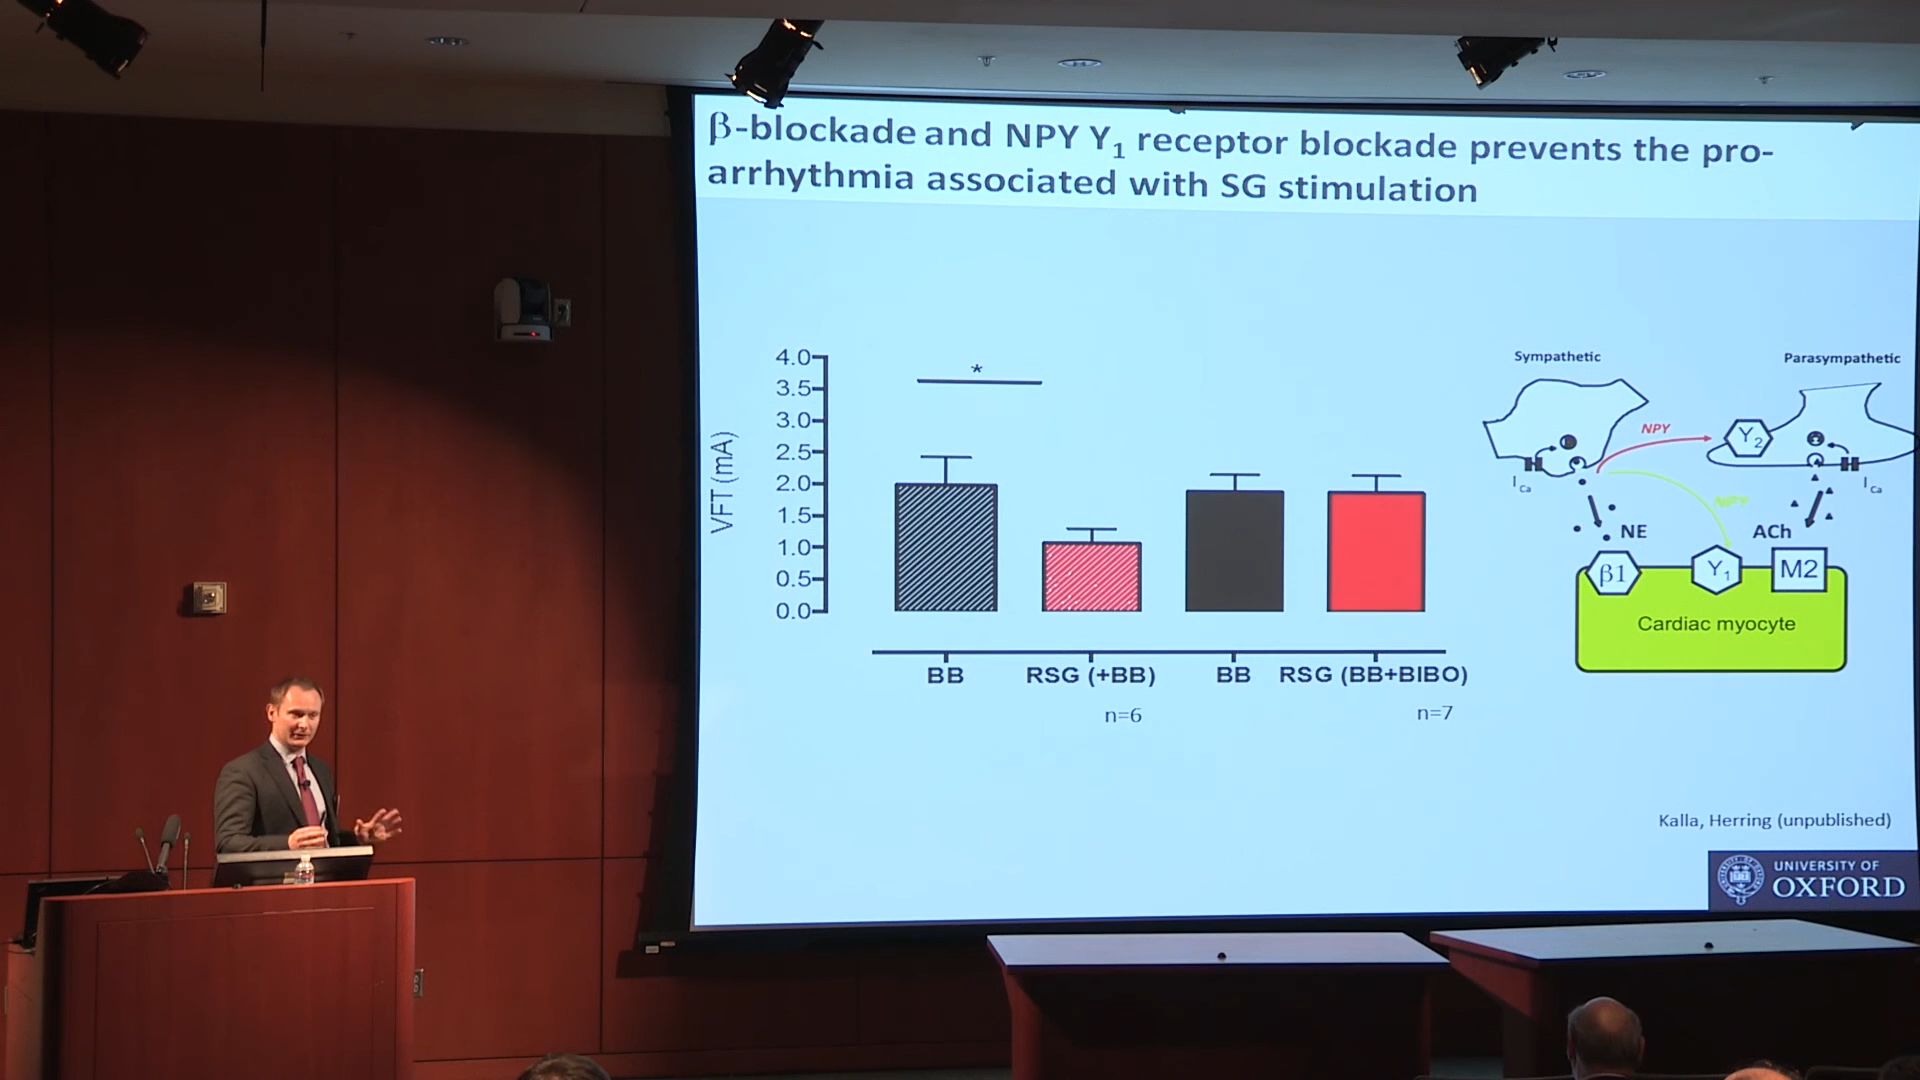 β-blockade and NPY Y₁ receptor blockade prevents the pro-
arrhythmia associated with SG stimulation
VFT (mA)
4.0
3.5
3.0
2.5
2.0
1.5
1.0
0.5
0.0
*
BB
RSG (+BB)
BB
RSG (BB+BIBO)
n=6
n=7
Sympathetic
Parasympathetic
NPY
Y₂
I Ca
I Ca
NPY
NE
ACh
β1
Y₁
M2
Cardiac myocyte
Kalla, Herring (unpublished)
UNIVERSITY OF
OXFORD